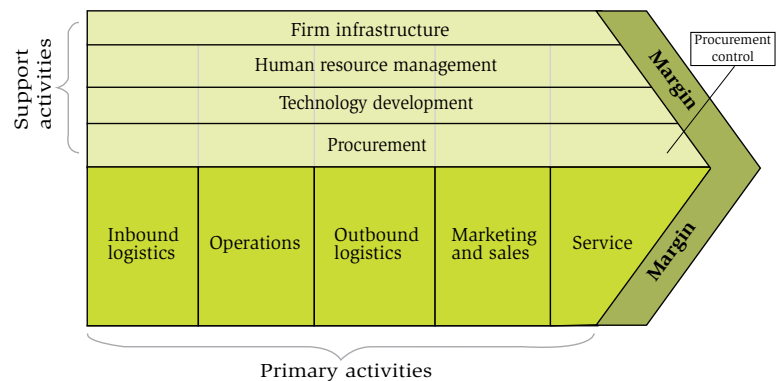 Support
activities
Firm infrastructure
Human resource management
Technology development
Procurement
Procurement
control
Margin
Inbound
logistics
Operations
Outbound
logistics
Marketing
and sales
Service
Margin
Primary activities